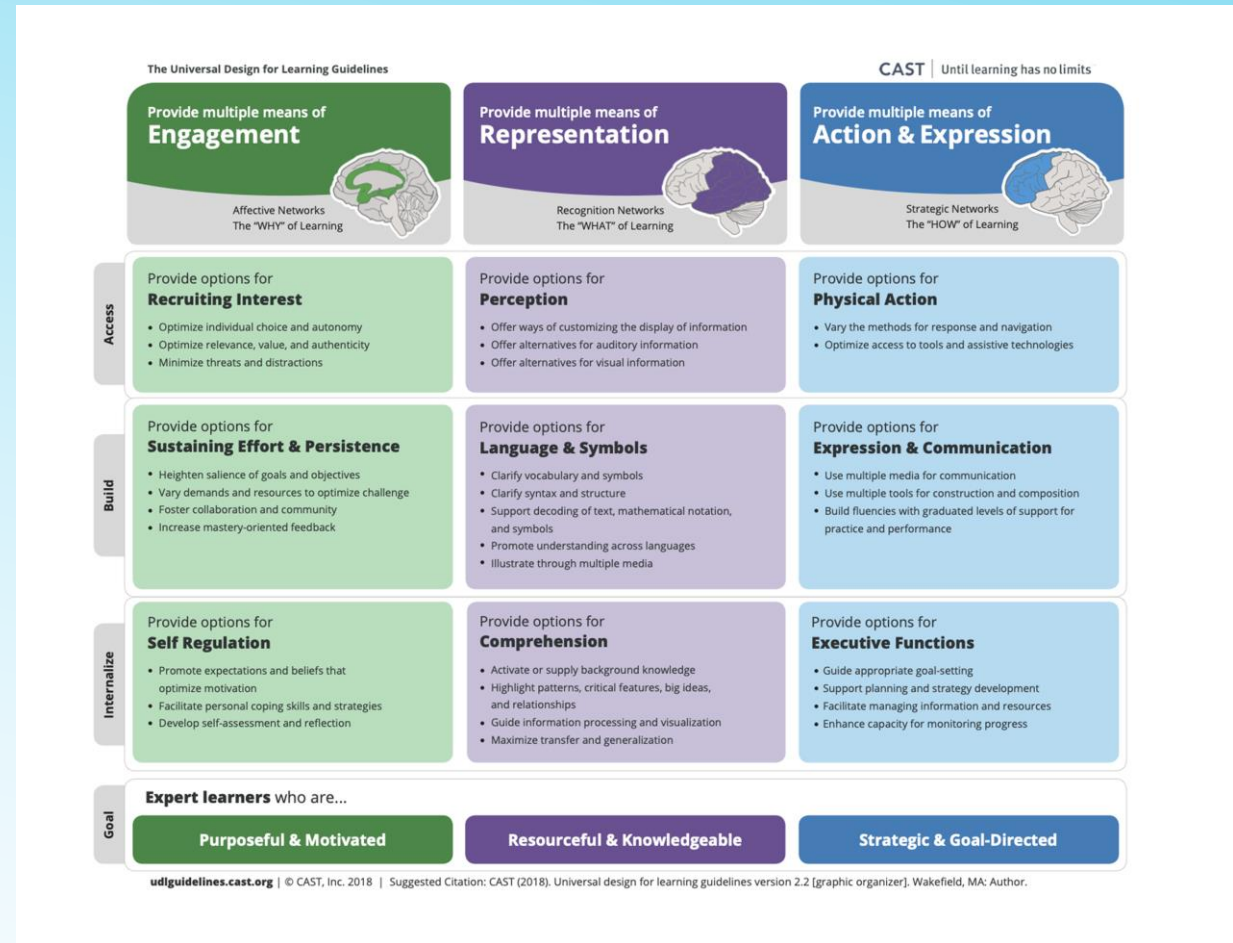 The Universal Design for Learning Guidelines
CAST | Until learning has no limits
Provide multiple means of
Engagement
Affective Networks
The "WHY" of Learning
Provide multiple means of
Representation
Recognition Networks
The "WHAT" of Learning
Provide multiple means of
Action & Expression
Strategic Networks
The "HOW" of Learning
Access
Provide options for
Recruiting Interest
• Optimize individual choice and autonomy
• Optimize relevance, value, and authenticity
• Minimize threats and distractions
Provide options for
Perception
• Offer ways of customizing the display of information
• Offer alternatives for auditory information
• Offer alternatives for visual information
Provide options for
Physical Action
• Vary the methods for response and navigation
• Optimize access to tools and assistive technologies
Build
Provide options for
Sustaining Effort & Persistence
• Heighten salience of goals and objectives
• Vary demands and resources to optimize challenge
• Foster collaboration and community
• Increase mastery-oriented feedback
Provide options for
Language & Symbols
• Clarify vocabulary and symbols
• Clarify syntax and structure
• Support decoding of text, mathematical notation,
and symbols
• Promote understanding across languages
• Illustrate through multiple media
Provide options for
Expression & Communication
• Use multiple media for communication
• Use multiple tools for construction and composition
• Build fluencies with graduated levels of support for
practice and performance
Internalize
Provide options for
Self Regulation
• Promote expectations and beliefs that
optimize motivation
• Facilitate personal coping skills and strategies
• Develop self-assessment and reflection
Provide options for
Comprehension
• Activate or supply background knowledge
• Highlight patterns, critical features, big ideas,
and relationships
• Guide information processing and visualization
• Maximize transfer and generalization
Provide options for
Executive Functions
• Guide appropriate goal-setting
• Support planning and strategy development
• Facilitate managing information and resources
• Enhance capacity for monitoring progress
Goal
Expert learners who are...
Purposeful & Motivated
Resourceful & Knowledgeable
Strategic & Goal-Directed
udlguidelines.cast.org | © CAST, Inc. 2018 | Suggested Citation: CAST (2018). Universal design for learning guidelines version 2.2 [graphic organizer]. Wakefield, MA: Author.